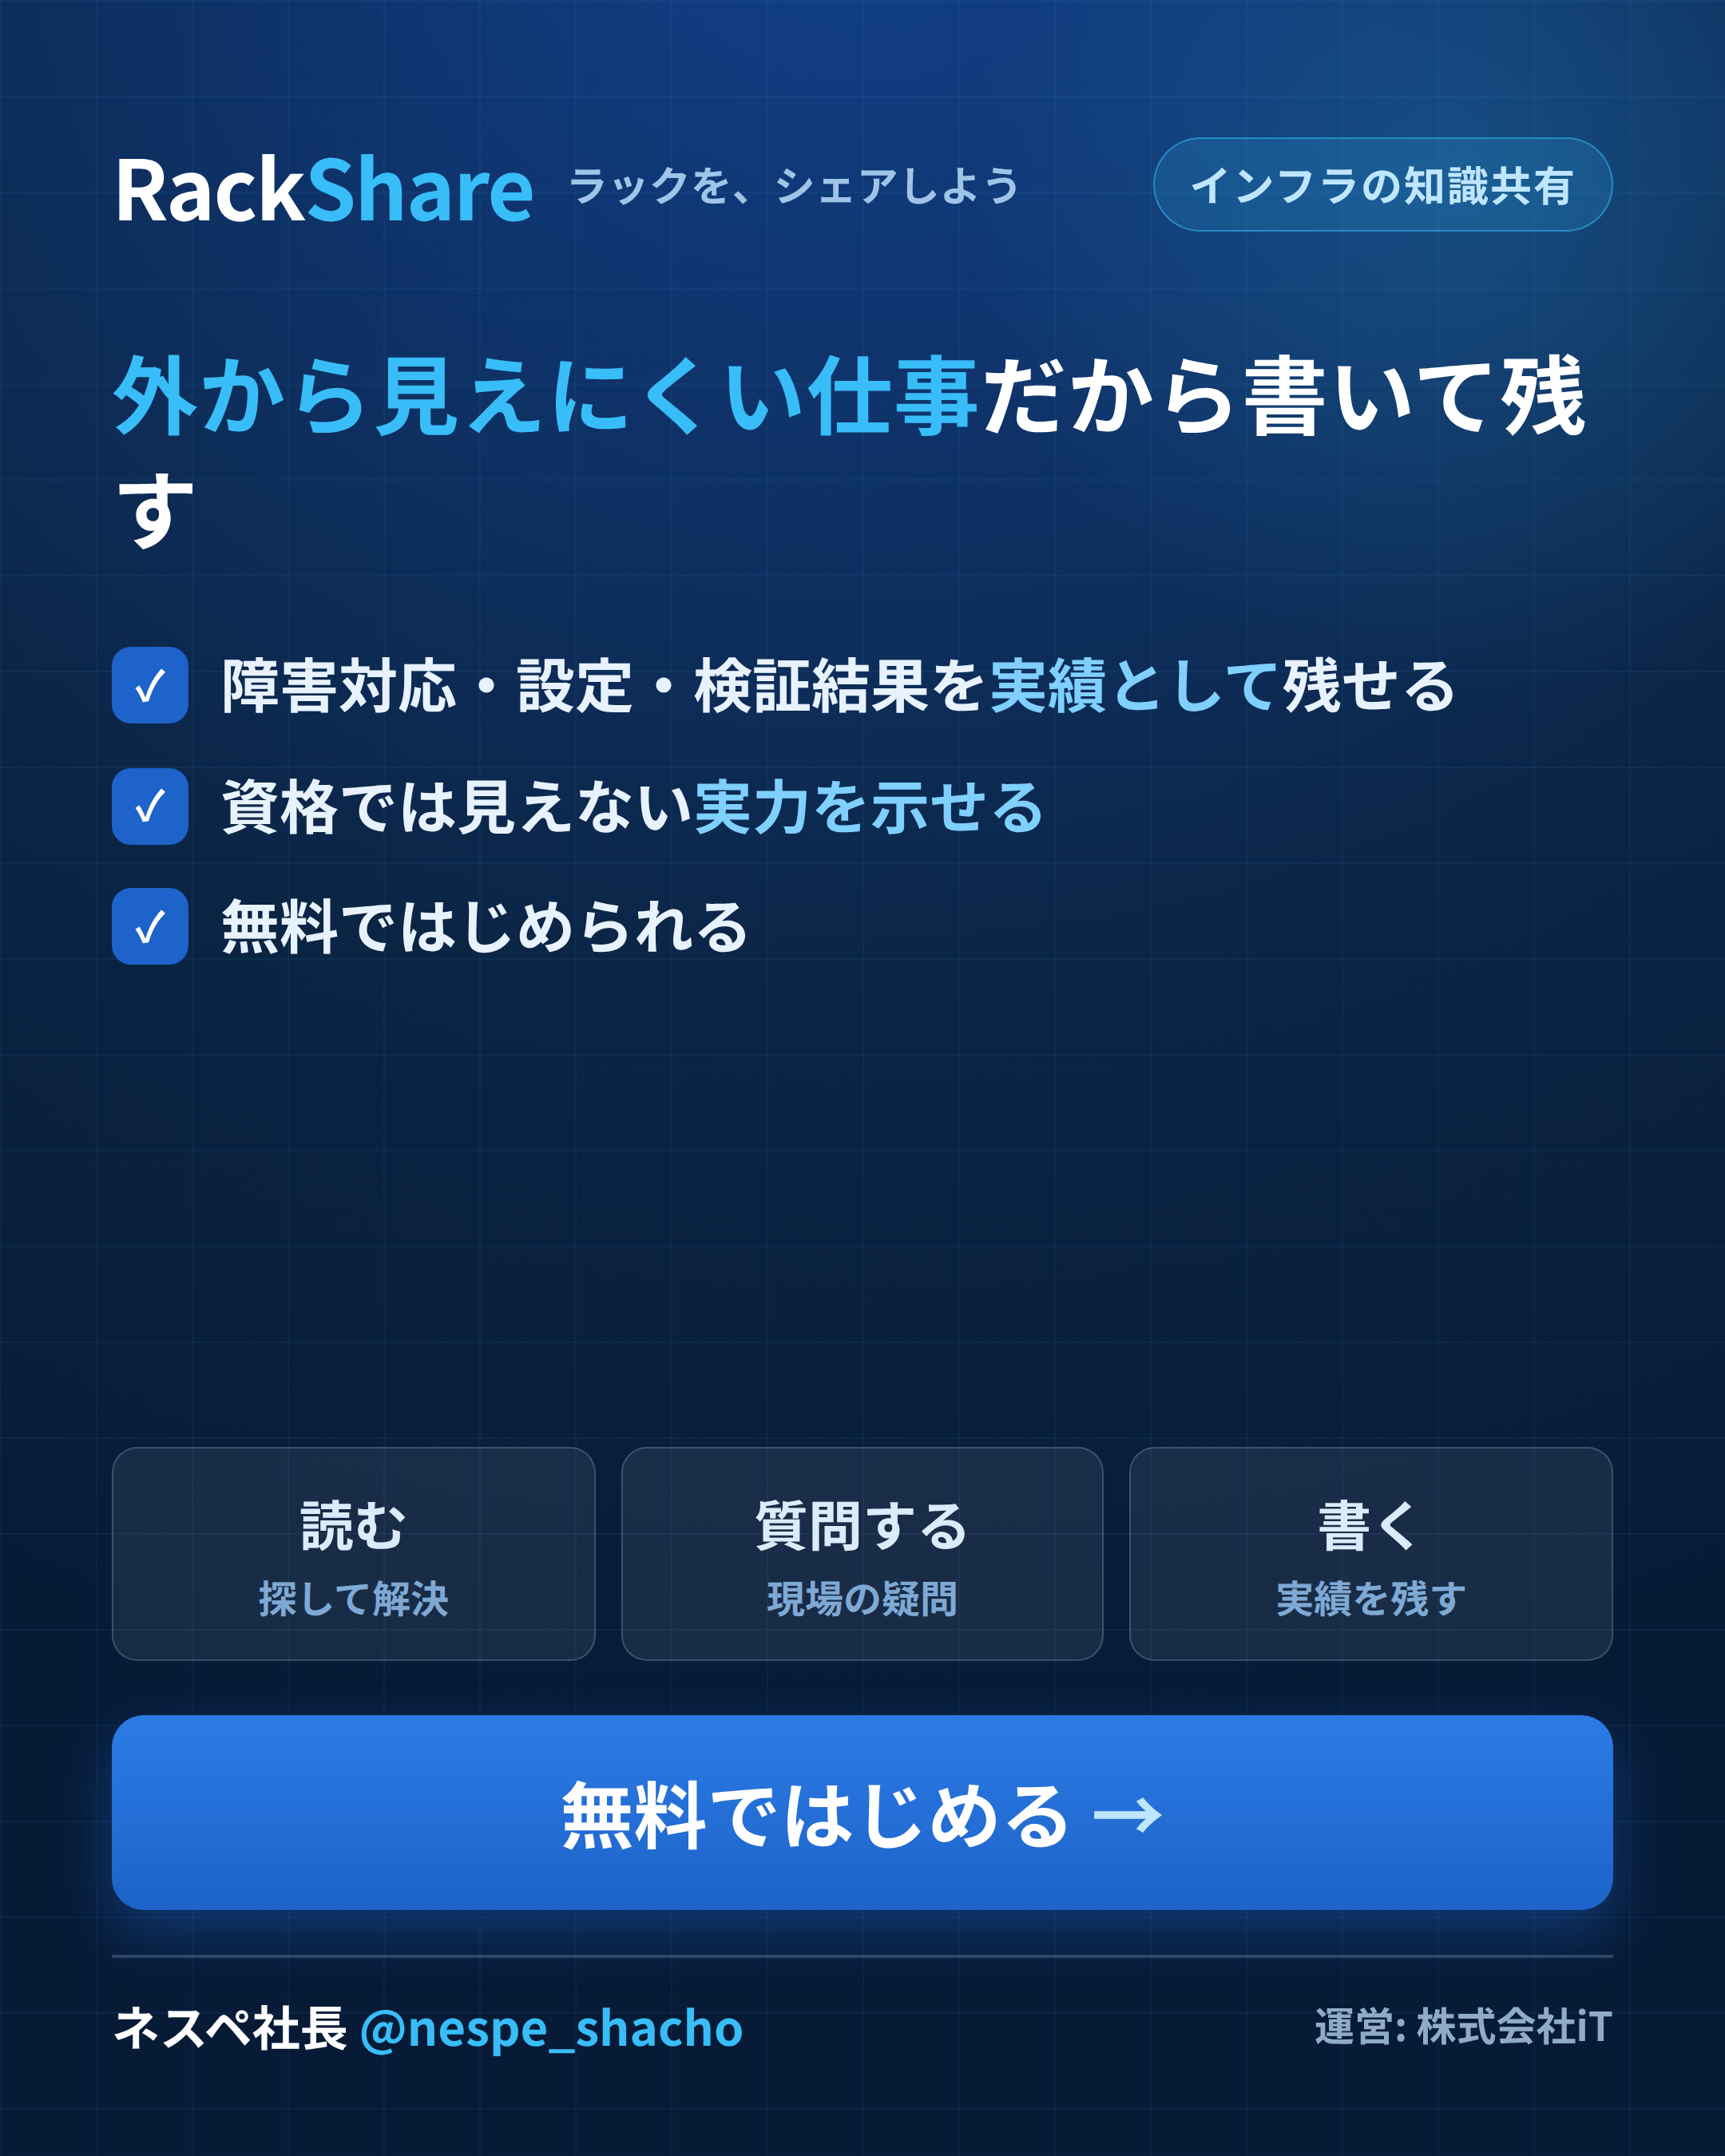 RackShare ラックを、シェアしよう インフラの知識共有
外から見えにくい仕事だから書いて残
す
✓ 障害対応・設定・検証結果を実績として残せる
✓ 資格では見えない実力を示せる
✓ 無料ではじめられる
読む 質問する 書く
探して解決 現場の疑問 実績を残す
無料ではじめる →
ネスペ社長 @nespe_shacho 運営: 株式会社iT